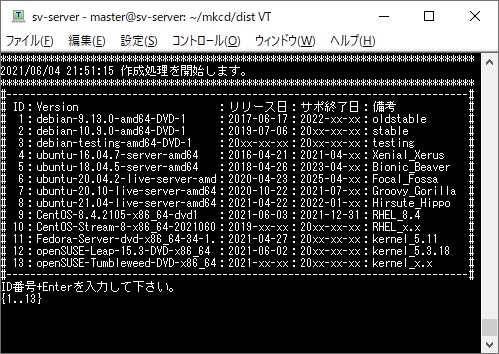 sv-server - master@sv-server: ~/mkcd/dist VT
ファイル(F) 編集(E) 設定(S) コントロール(O) ウィンドウ(W) ヘルプ(H)
********************************************************************************
2021/06/04 21:51:15 作成処理を開始します。
********************************************************************************
#-----------------------------------------------------------------------------#
# ID：Version                         ：リリース日：サポ終了日：備考          #
#  1：debian-9.13.0-amd64-DVD-1       ：2017-06-17：2022-xx-xx：oldstable     #
#  2：debian-10.9.0-amd64-DVD-1       ：2019-07-06：20xx-xx-xx：stable        #
#  3：debian-testing-amd64-DVD-1      ：20xx-xx-xx：20xx-xx-xx：testing       #
#  4：ubuntu-16.04.7-server-amd64     ：2016-04-21：2021-04-xx：Xenial_Xerus  #
#  5：ubuntu-18.04.5-server-amd64     ：2018-04-26：2023-04-xx：Bionic_Beaver #
#  6：ubuntu-20.04.2-live-server-amd：2020-04-23：2025-04-xx：Focal_Fossa   #
#  7：ubuntu-20.10-live-server-amd64：2020-10-22：2021-07-xx：Groovy_Gorilla#
#  8：ubuntu-21.04-live-server-amd64：2021-04-22：2022-01-xx：Hirsute_Hippo #
#  9：CentOS-8.4.2105-x86_64-dvd1     ：2021-06-03：2021-12-31：RHEL_8.4      #
# 10：CentOS-Stream-8-x86_64-2021060：2019-xx-xx：20xx-xx-xx：RHEL_x.x      #
# 11：Fedora-Server-dvd-x86_64-34-1.：2021-04-27：20xx-xx-xx：kernel_5.11   #
# 12：openSUSE-Leap-15.3-DVD-x86_64  ：2021-06-02：20xx-xx-xx：kernel_5.3.18 #
# 13：openSUSE-Tumbleweed-DVD-x86_64：2021-xx-xx：20xx-xx-xx：kernel_x.x    #
#-----------------------------------------------------------------------------#
ID番号+Enterを入力して下さい。
{1..13}